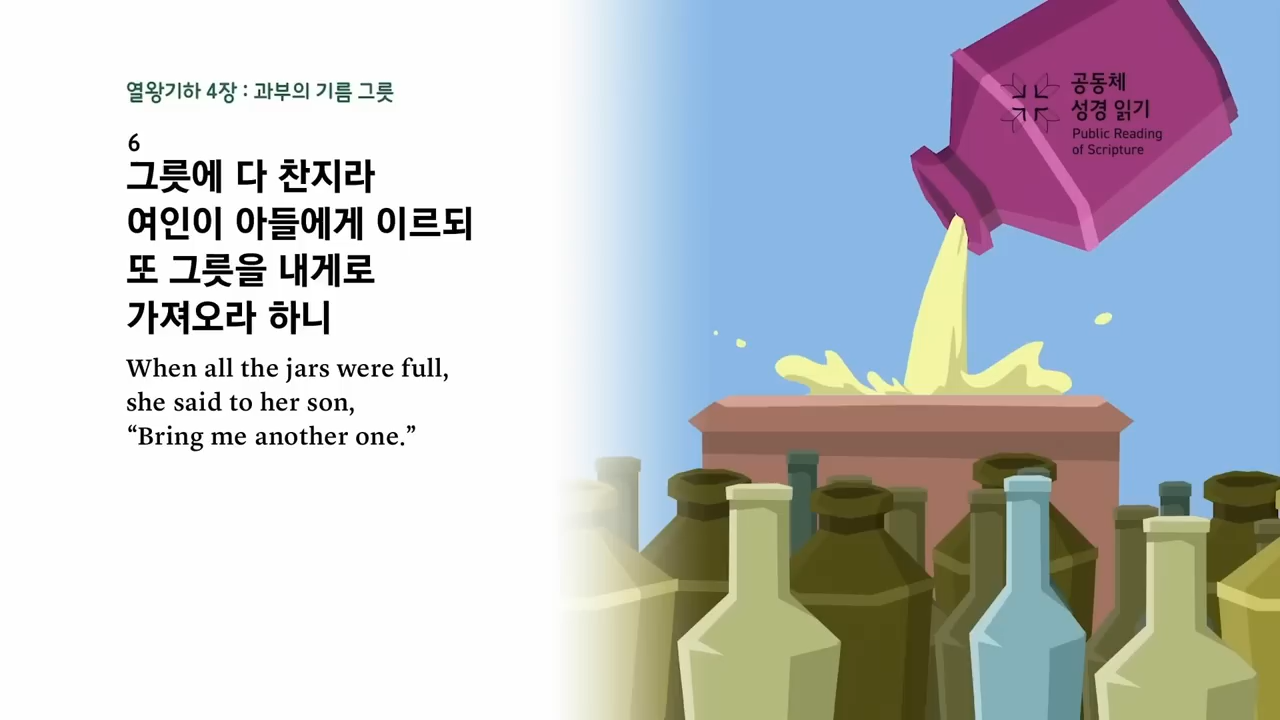 열왕기하 4장 : 과부의 기름 그릇
6
그릇에 다 찬지라
여인이 아들에게 이르되
또 그릇을 내게로
가져오라 하니
When all the jars were full,
she said to her son,
“Bring me another one.”
공동체
성경 읽기
Public Reading
of Scripture